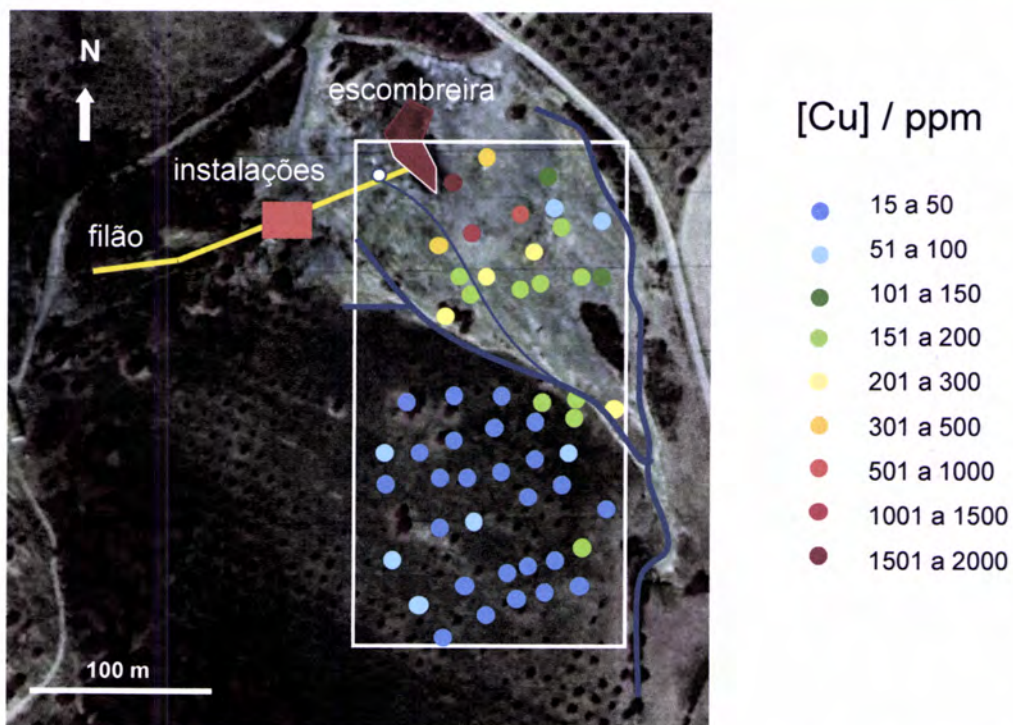 N
escombreira
instalações
filão
100 m
[Cu] / ppm
15 a 50
51 a 100
101 a 150
151 a 200
201 a 300
301 a 500
501 a 1000
1001 a 1500
1501 a 2000